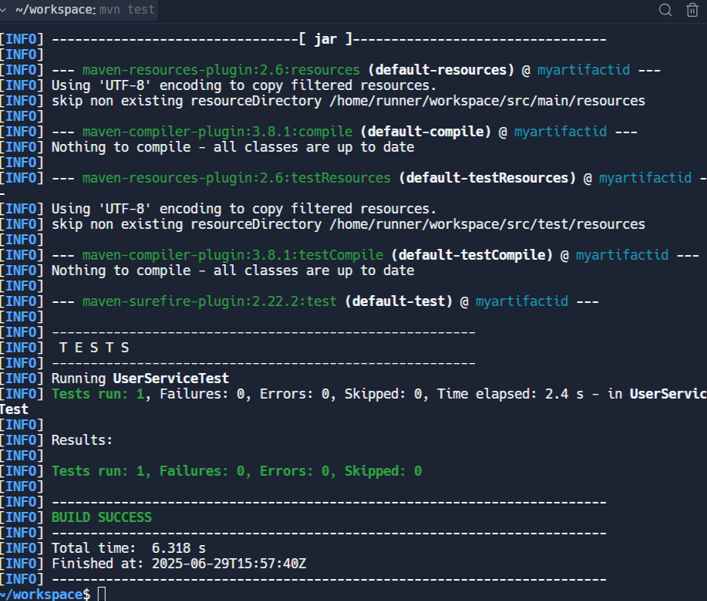 ~/workspace: mvn test
[INFO] --------------------------------[ jar ]---------------------------------
[INFO]
[INFO] --- maven-resources-plugin:2.6:resources (default-resources) @ myartifactid ---
[INFO] Using 'UTF-8' encoding to copy filtered resources.
[INFO] skip non existing resourceDirectory /home/runner/workspace/src/main/resources
[INFO]
[INFO] --- maven-compiler-plugin:3.8.1:compile (default-compile) @ myartifactid ---
[INFO] Nothing to compile - all classes are up to date
[INFO]
[INFO] --- maven-resources-plugin:2.6:testResources (default-testResources) @ myartifactid --
-
[INFO] Using 'UTF-8' encoding to copy filtered resources.
[INFO] skip non existing resourceDirectory /home/runner/workspace/src/test/resources
[INFO]
[INFO] --- maven-compiler-plugin:3.8.1:testCompile (default-testCompile) @ myartifactid ---
[INFO] Nothing to compile - all classes are up to date
[INFO]
[INFO] --- maven-surefire-plugin:2.22.2:test (default-test) @ myartifactid ---
[INFO]
[INFO] -------------------------------------------------------
[INFO]  T E S T S
[INFO] -------------------------------------------------------
[INFO] Running UserServiceTest
[INFO] Tests run: 1, Failures: 0, Errors: 0, Skipped: 0, Time elapsed: 2.4 s - in UserServic
Test
[INFO]
[INFO] Results:
[INFO]
[INFO] Tests run: 1, Failures: 0, Errors: 0, Skipped: 0
[INFO]
[INFO] ------------------------------------------------------------------------
[INFO] BUILD SUCCESS
[INFO] ------------------------------------------------------------------------
[INFO] Total time:  6.318 s
[INFO] Finished at: 2025-06-29T15:57:40Z
[INFO] ------------------------------------------------------------------------
~/workspace$